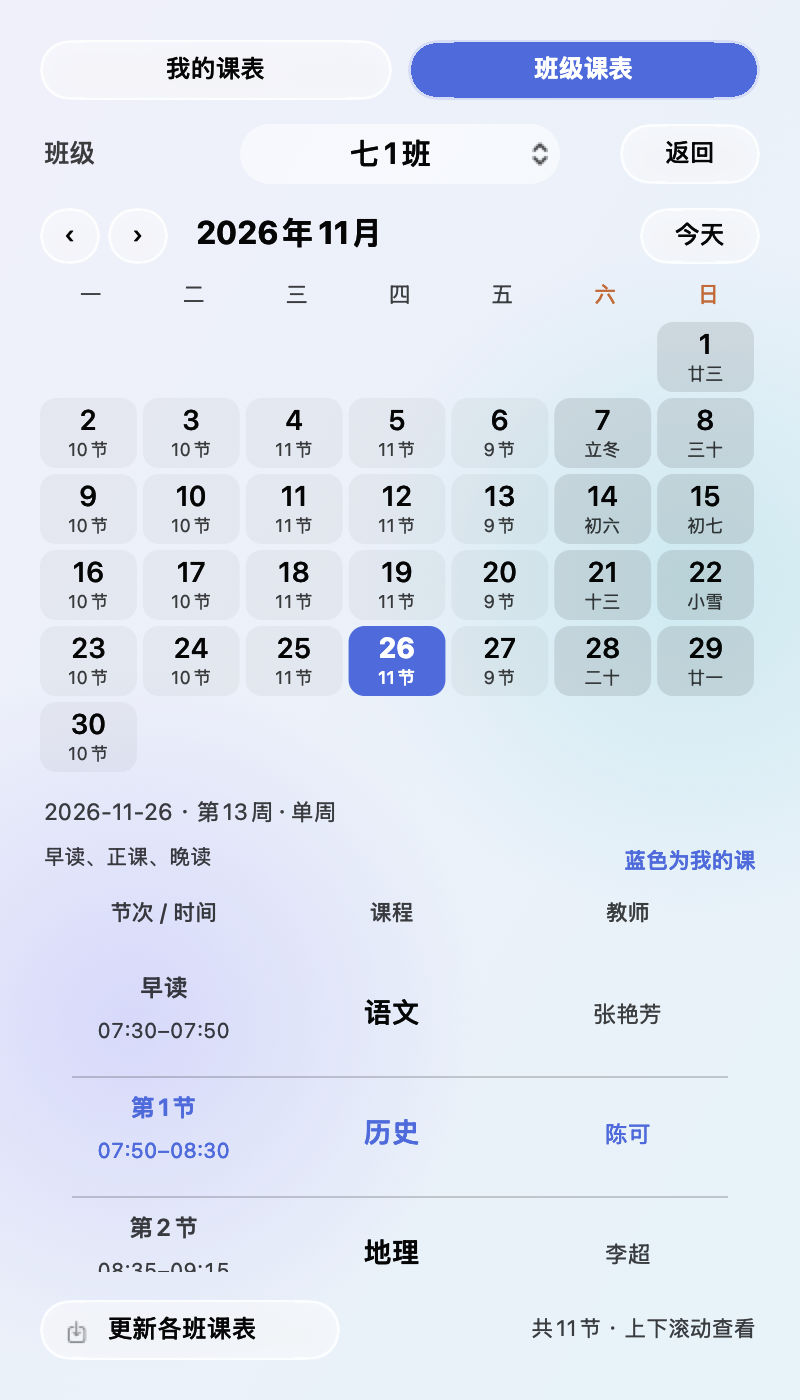 我的课表 班级课表
班级 七1班 返回
‹ › 2026年11月 今天
一 二 三 四 五 六 日
1
廿三
2 3 4 5 6 7 8
10节 10节 11节 11节 9节 立冬 三十
9 10 11 12 13 14 15
10节 10节 11节 11节 9节 初六 初七
16 17 18 19 20 21 22
10节 10节 11节 11节 9节 十三 小雪
23 24 25 26 27 28 29
10节 10节 11节 11节 9节 二十 廿一
30
10节
2026-11-26 · 第13周 · 单周
早读、正课、晚读 蓝色为我的课
节次 / 时间 课程 教师
早读
07:30–07:50 语文 张艳芳
第1节
07:50–08:30 历史 陈可
第2节
08:35–09:15 地理 李超
更新各班课表 共11节 · 上下滚动查看